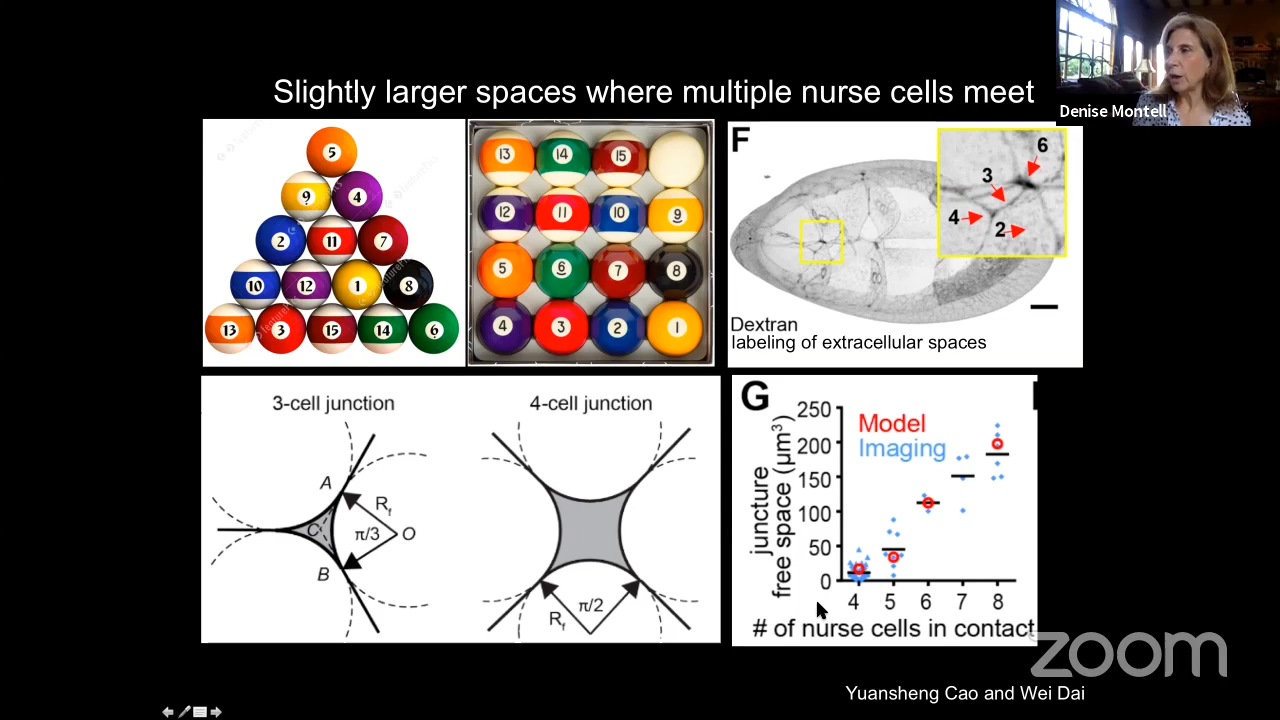 Slightly larger spaces where multiple nurse cells meet
Denise Montell
5
9 4
2 11 7
10 12 1 8
13 3 15 14 6
13 14 15
12 11 10 9
5 6 7 8
4 3 2 1
F
6
3
4
2
Dextran
labeling of extracellular spaces
3-cell junction
4-cell junction
A
Rf
C
π/3
O
B
Rf
π/2
G
juncture
free space (μm³)
250
200
150
100
50
0
Model
Imaging
4 5 6 7 8
# of nurse cells in contact
zoom
Yuansheng Cao and Wei Dai